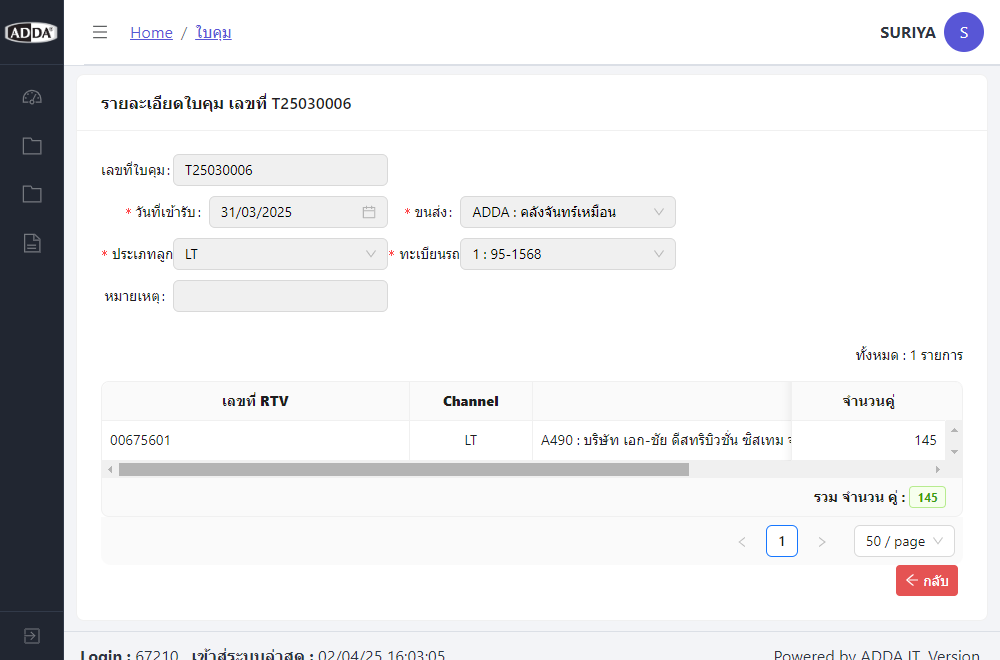 ADDA
Home / ใบคุม
SURIYA S
รายละเอียดใบคุม เลขที่ T25030006
เลขที่ใบคุม : T25030006
* วันที่เข้ารับ : 31/03/2025 * ขนส่ง : ADDA : คลังจันทร์เหมือน
* ประเภทลูก LT * ทะเบียนรถ 1 : 95-1568
หมายเหตุ :
ทั้งหมด : 1 รายการ
เลขที่ RTV Channel จำนวนคู่
00675601 LT A490 : บริษัท เอก-ชัย ดีสทริบิวชั่น ซิสเทม 145
รวม จำนวน คู่ : 145
< 1 > 50 / page
กลับ
Login : 67210 เข้าสู่ระบบล่าสุด : 02/04/25 16:03:05
Powered by ADDA IT. Version